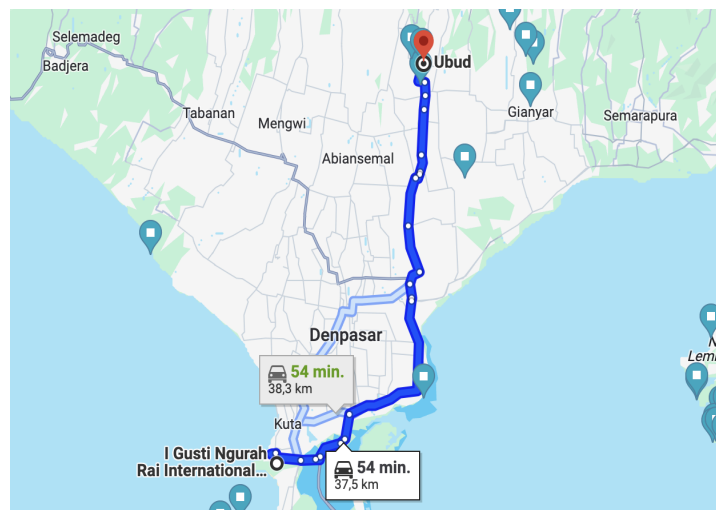 Selemadeg
Badjera
Ubud
Tabanan
Gianyar
Semarapura
Mengwi
Abiansemal
Denpasar
54 min.
38,3 km
Kuta
I Gusti Ngurah
Rai International...
54 min.
37,5 km
N
Lem